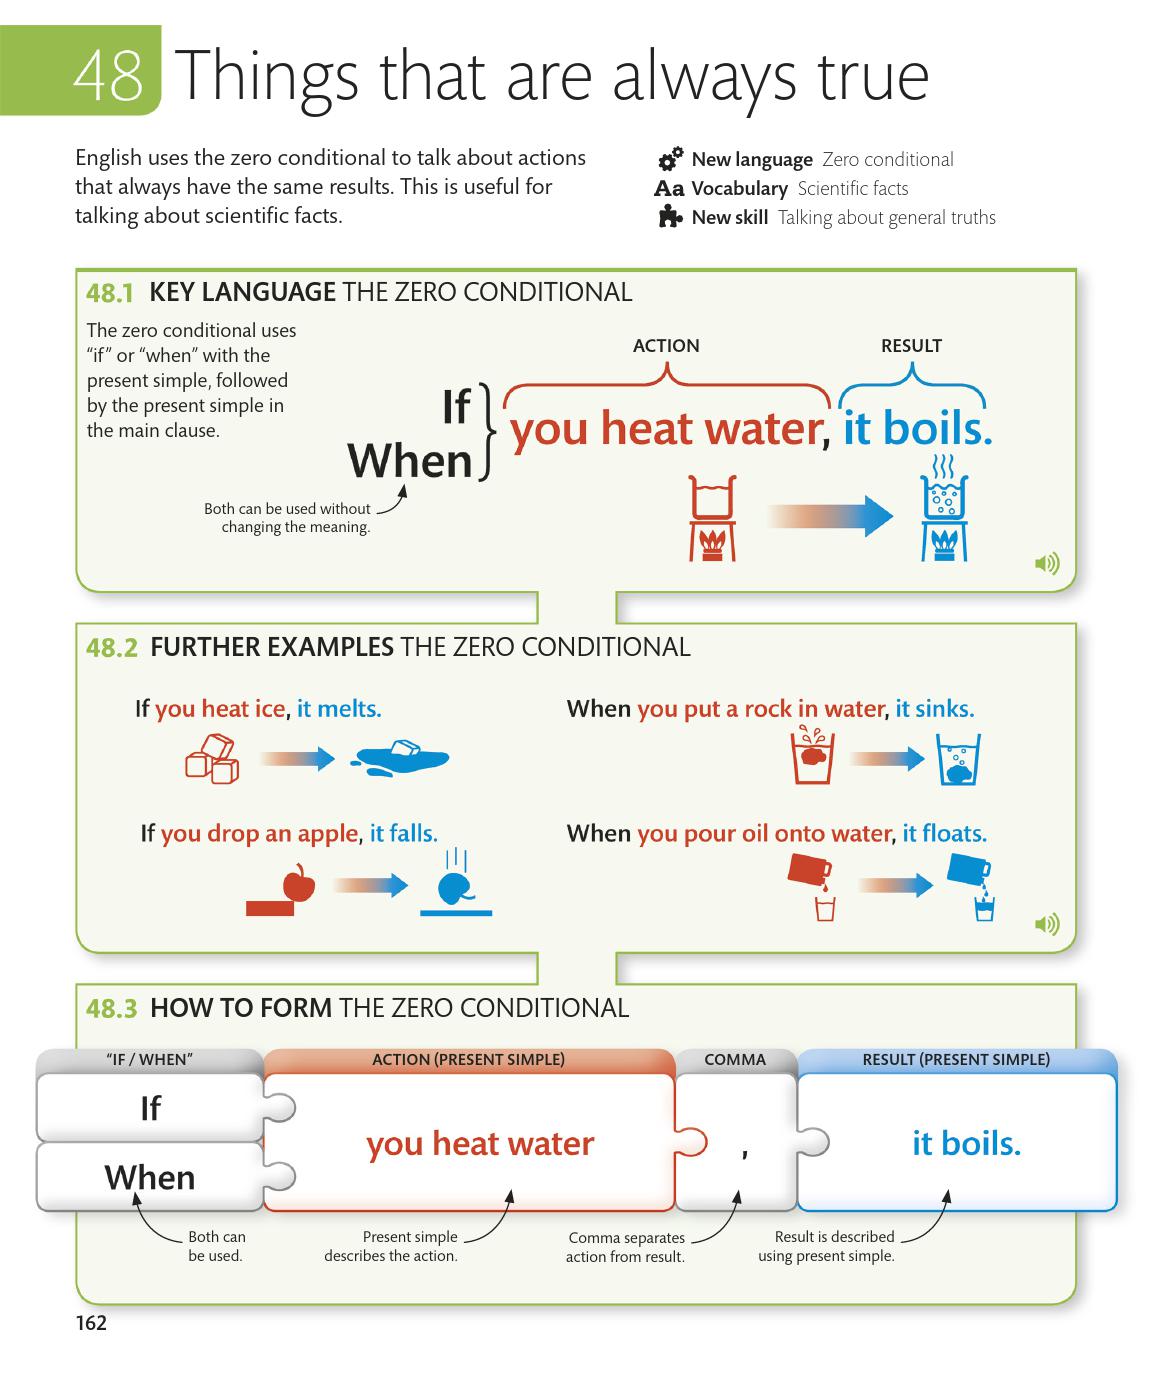 48 Things that are always true
English uses the zero conditional to talk about actions
that always have the same results. This is useful for
talking about scientific facts.
New language Zero conditional
Aa Vocabulary Scientific facts
New skill Talking about general truths
48.1 KEY LANGUAGE THE ZERO CONDITIONAL
The zero conditional uses
“if” or “when” with the
present simple, followed
by the present simple in
the main clause.
ACTION
RESULT
If
When
you heat water, it boils.
Both can be used without
changing the meaning.
48.2 FURTHER EXAMPLES THE ZERO CONDITIONAL
If you heat ice, it melts.
When you put a rock in water, it sinks.
If you drop an apple, it falls.
When you pour oil onto water, it floats.
48.3 HOW TO FORM THE ZERO CONDITIONAL
“IF / WHEN”
ACTION (PRESENT SIMPLE)
COMMA
RESULT (PRESENT SIMPLE)
If
When
you heat water
,
it boils.
Both can
be used.
Present simple
describes the action.
Comma separates
action from result.
Result is described
using present simple.
162